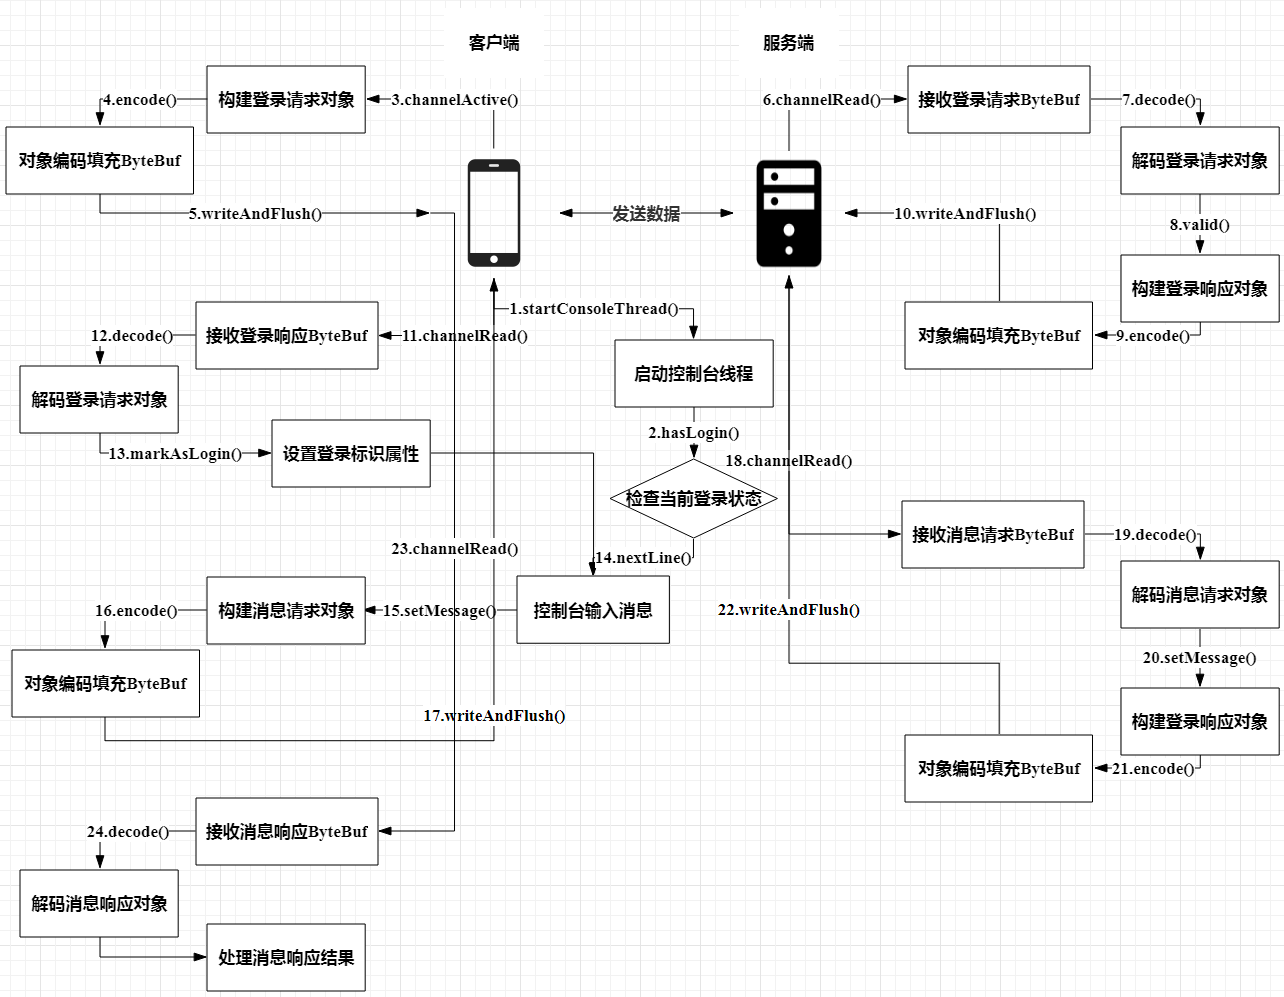 客户端
服务端
4.encode()
构建登录请求对象
3.channelActive()
6.channelRead()
接收登录请求ByteBuf
7.decode()
对象编码填充ByteBuf
解码登录请求对象
5.writeAndFlush()
发送数据
10.writeAndFlush()
8.valid()
构建登录响应对象
1.startConsoleThread()
12.decode()
接收登录响应ByteBuf
11.channelRead()
对象编码填充ByteBuf
9.encode()
启动控制台线程
解码登录请求对象
2.hasLogin()
13.markAsLogin()
设置登录标识属性
18.channelRead()
检查当前登录状态
接收消息请求ByteBuf
19.decode()
23.channelRead()
14.nextLine()
解码消息请求对象
16.encode()
构建消息请求对象
15.setMessage()
控制台输入消息
22.writeAndFlush()
20.setMessage()
对象编码填充ByteBuf
17.writeAndFlush()
构建登录响应对象
对象编码填充ByteBuf
21.encode()
24.decode()
接收消息响应ByteBuf
解码消息响应对象
处理消息响应结果